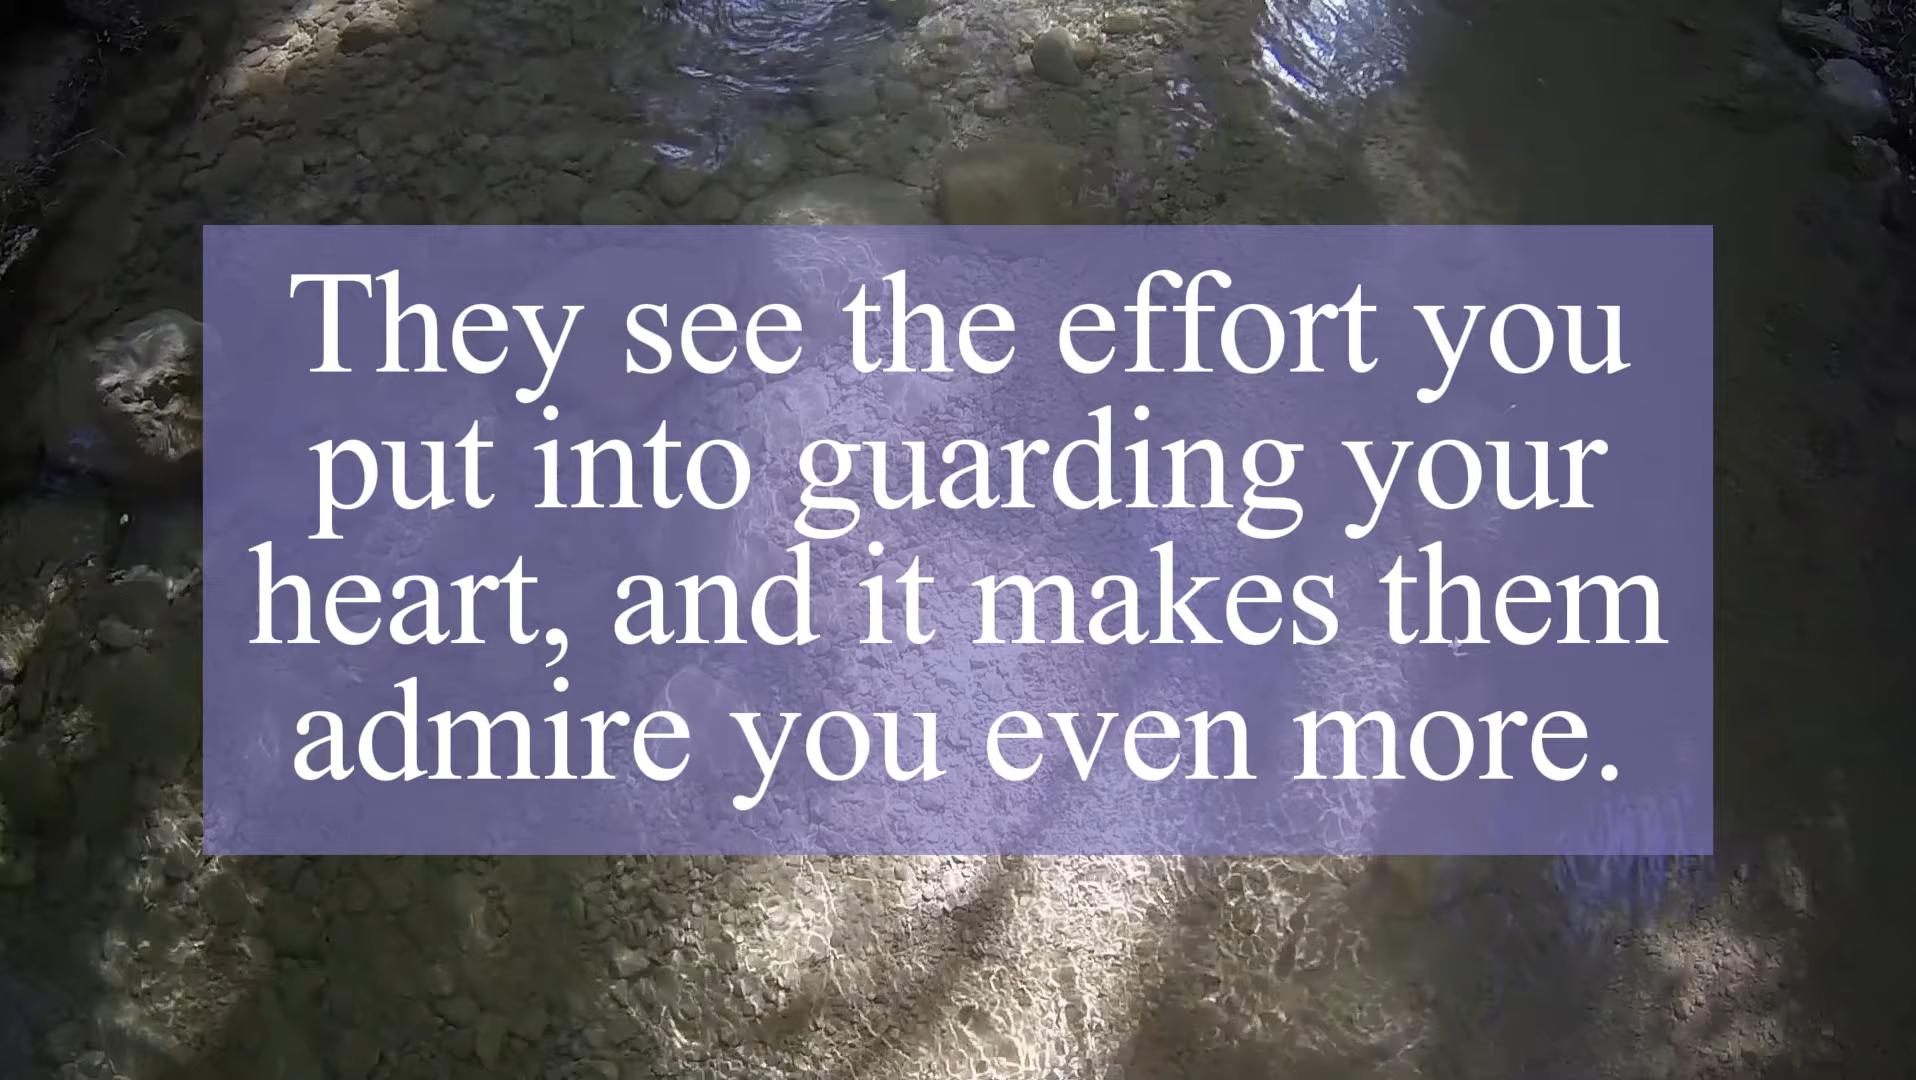 They see the effort you
put into guarding your
heart, and it makes them
admire you even more.